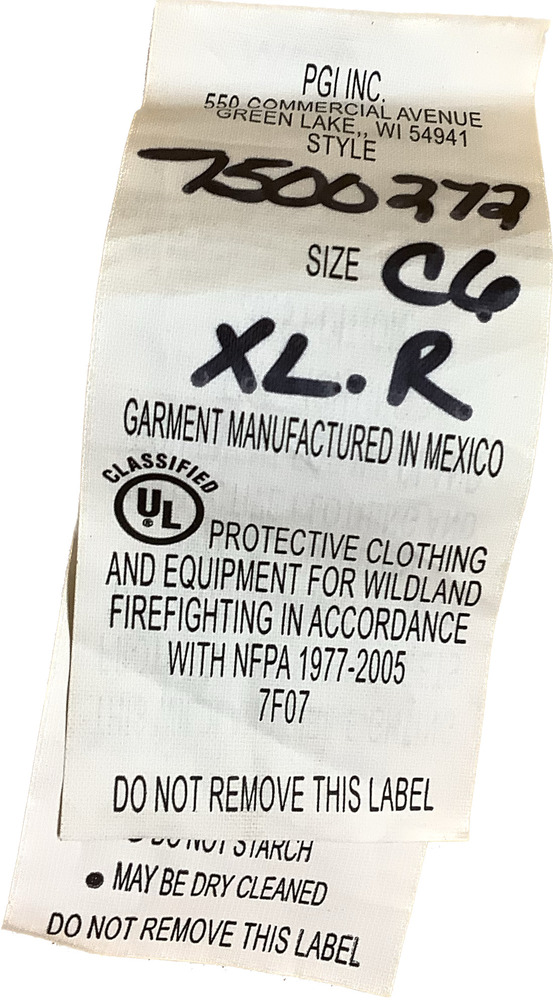 PGI INC.
550 COMMERCIAL AVENUE
GREEN LAKE,, WI 54941
STYLE
7500272
SIZE C6
XL.R
GARMENT MANUFACTURED IN MEXICO
CLASSIFIED
UL
®
PROTECTIVE CLOTHING
AND EQUIPMENT FOR WILDLAND
FIREFIGHTING IN ACCORDANCE
WITH NFPA 1977-2005
7F07
DO NOT REMOVE THIS LABEL
• DO NOT STARCH
• MAY BE DRY CLEANED
DO NOT REMOVE THIS LABEL